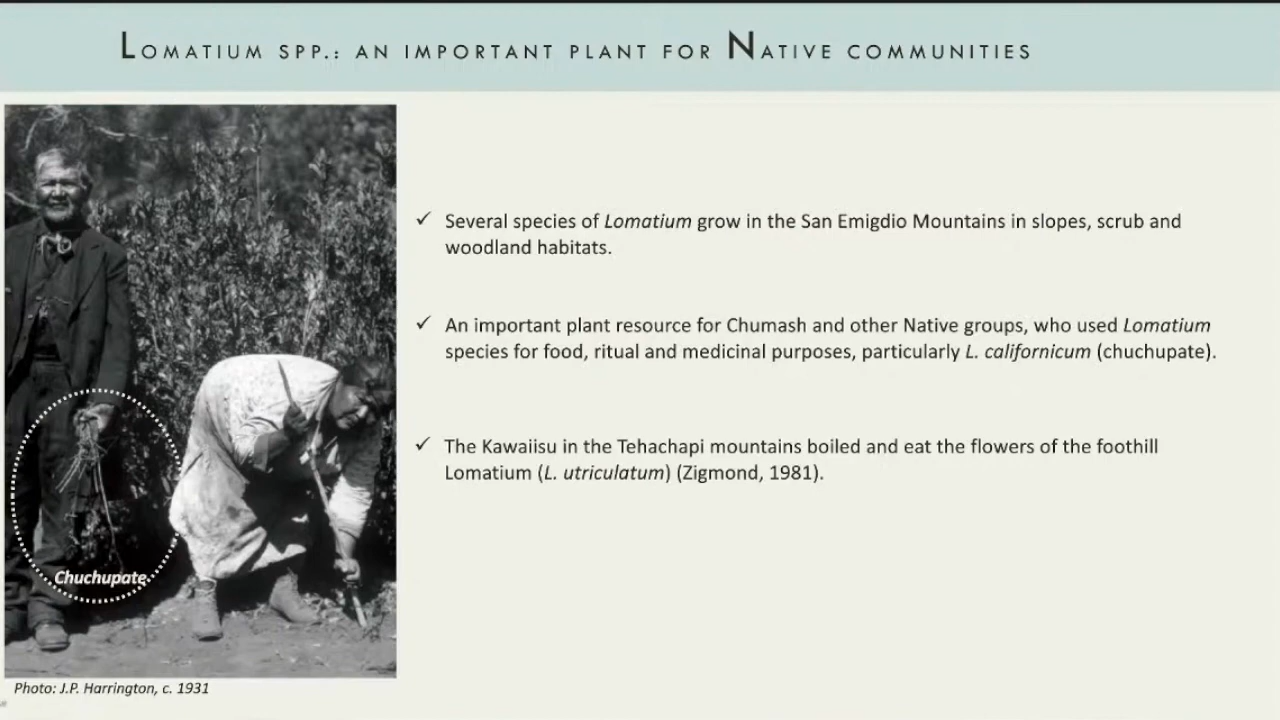 Lomatium spp.: an important plant for Native communities
✓ Several species of Lomatium grow in the San Emigdio Mountains in slopes, scrub and
woodland habitats.
✓ An important plant resource for Chumash and other Native groups, who used Lomatium
species for food, ritual and medicinal purposes, particularly L. californicum (chuchupate).
✓ The Kawaiisu in the Tehachapi mountains boiled and eat the flowers of the foothill
Lomatium (L. utriculatum) (Zigmond, 1981).
Chuchupate
Photo: J.P. Harrington, c. 1931